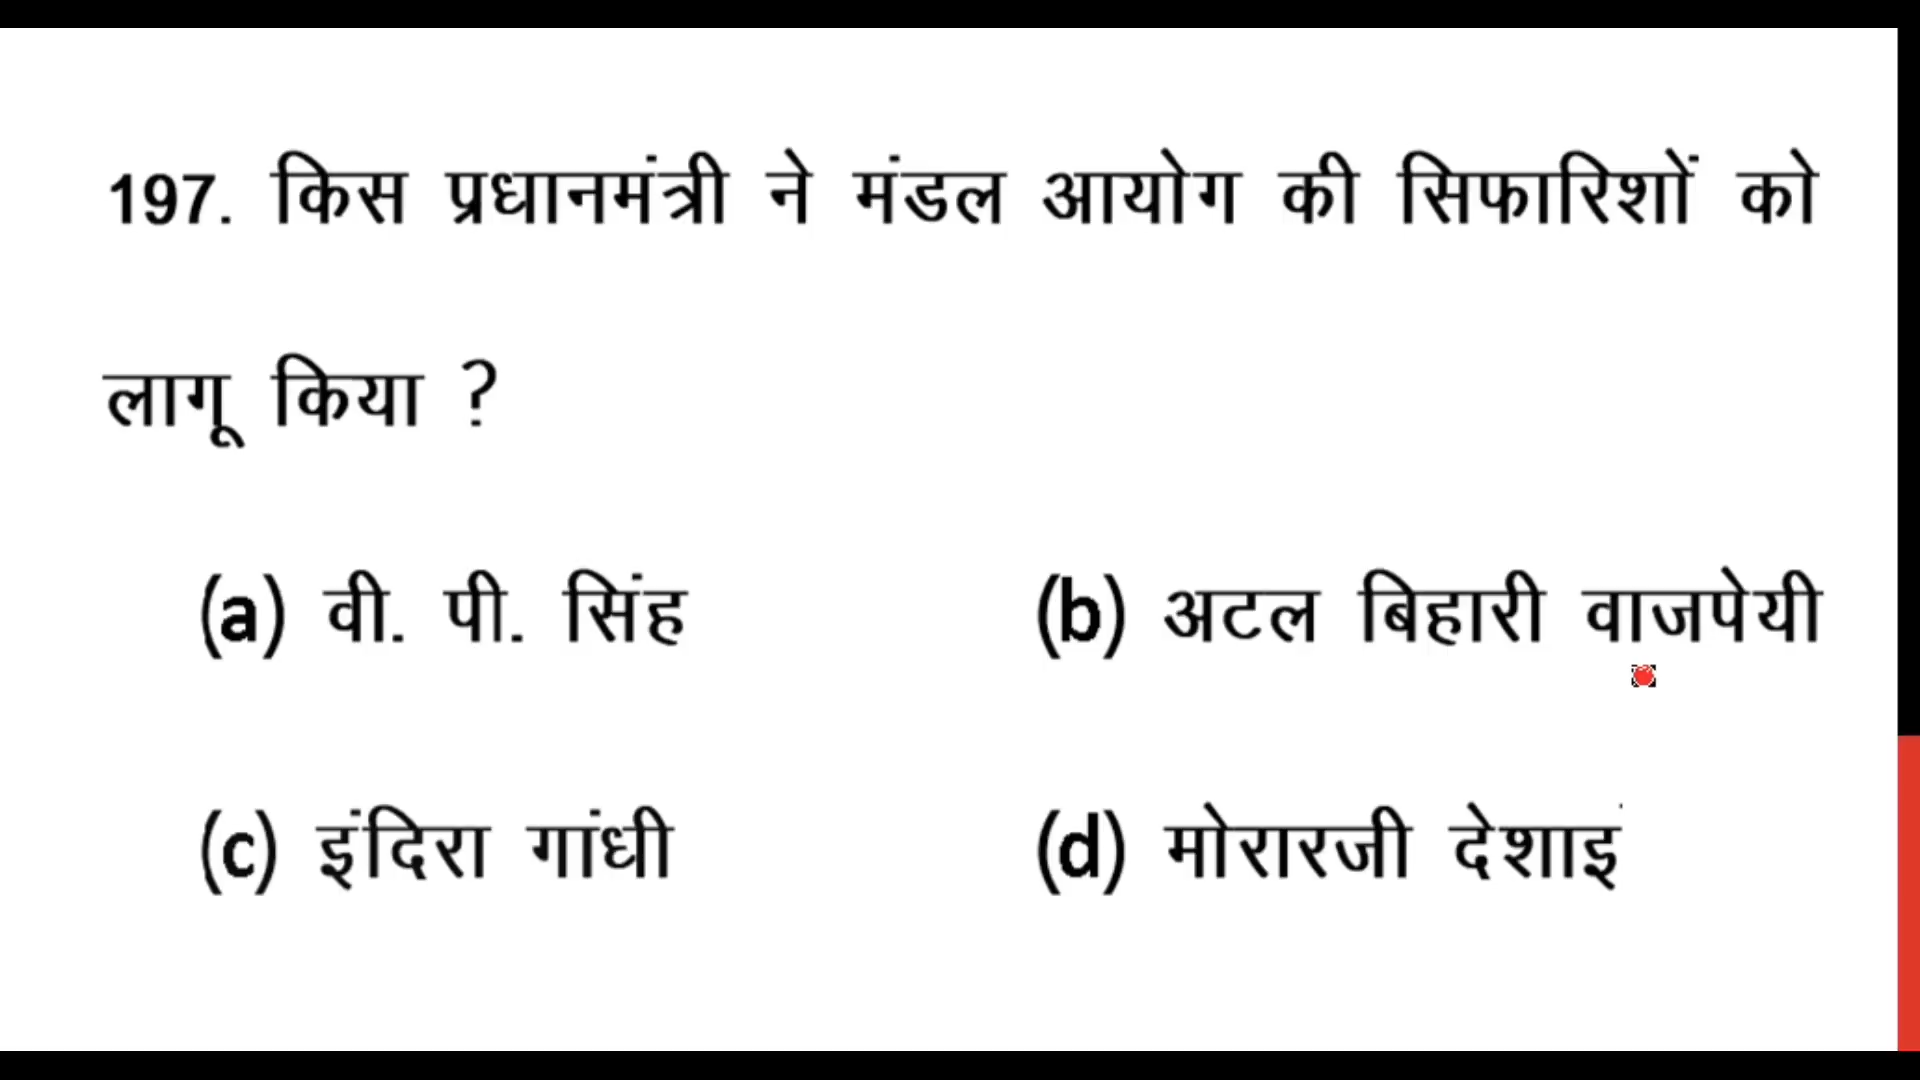 197. किस प्रधानमंत्री ने मंडल आयोग की सिफारिशों को
लागू किया ?
(a) वी. पी. सिंह (b) अटल बिहारी वाजपेयी
(c) इंदिरा गांधी (d) मोरारजी देशाइ